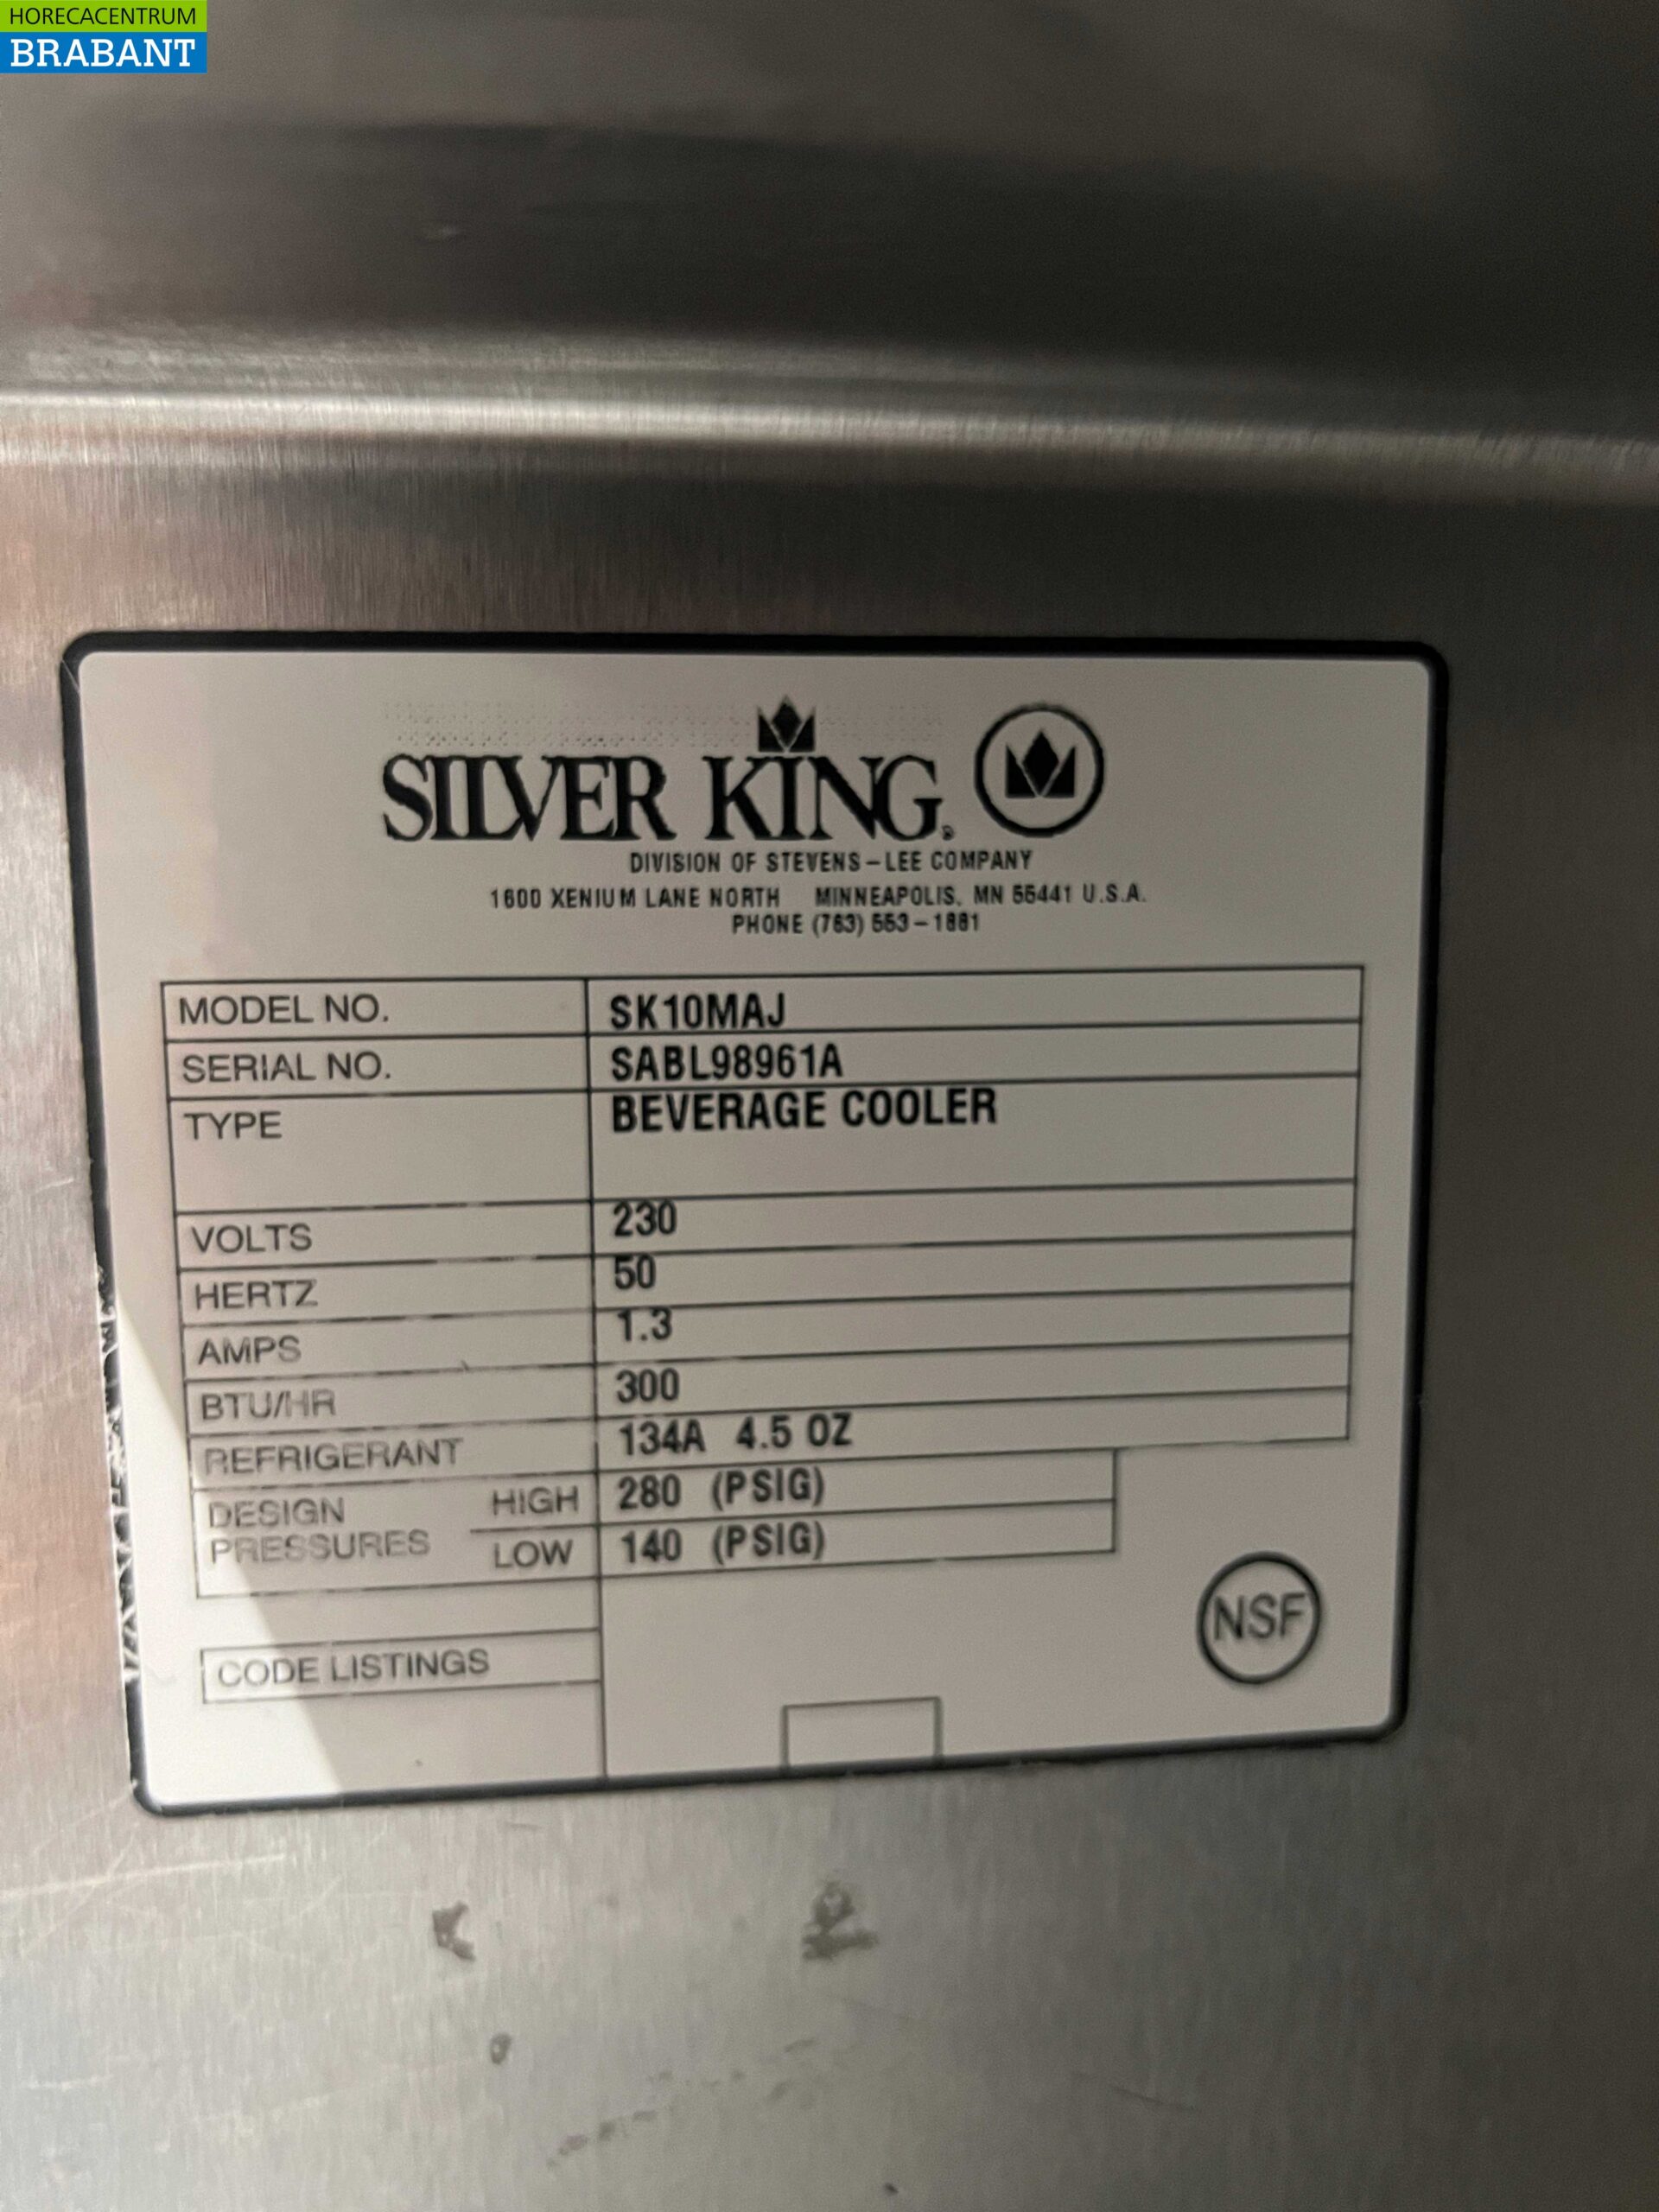 HORECACENTRUM
BRABANT
SILVER KING®
DIVISION OF STEVENS-LEE COMPANY
1600 XENIUM LANE NORTH MINNEAPOLIS, MN 55441 U.S.A.
PHONE (763) 553-1881
MODEL NO. SK10MAJ
SERIAL NO. SABL98961A
TYPE BEVERAGE COOLER
VOLTS 230
HERTZ 50
AMPS 1.3
BTU/HR 300
REFRIGERANT 134A 4.5 OZ
DESIGN PRESSURES HIGH 280 (PSIG)
LOW 140 (PSIG)
NSF
CODE LISTINGS